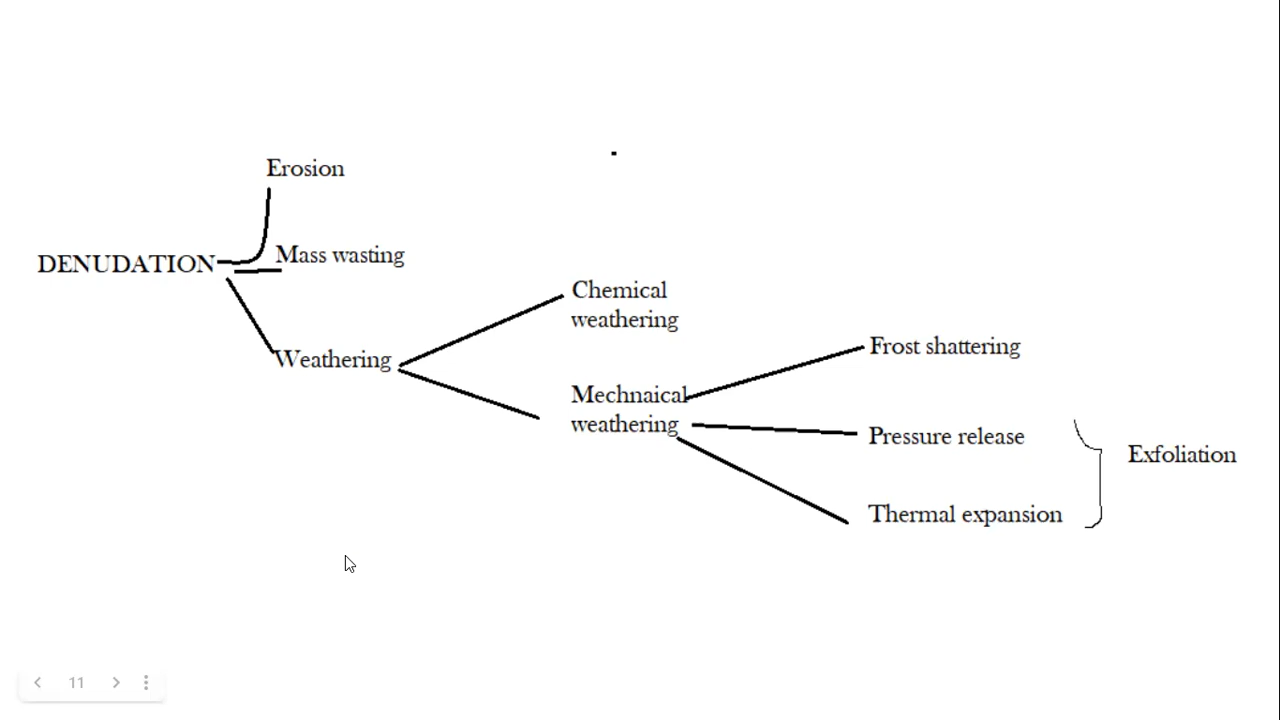 Erosion
DENUDATION
Mass wasting
Weathering
Chemical
weathering
Mechnaical
weathering
Frost shattering
Pressure release
Thermal expansion
Exfoliation
11